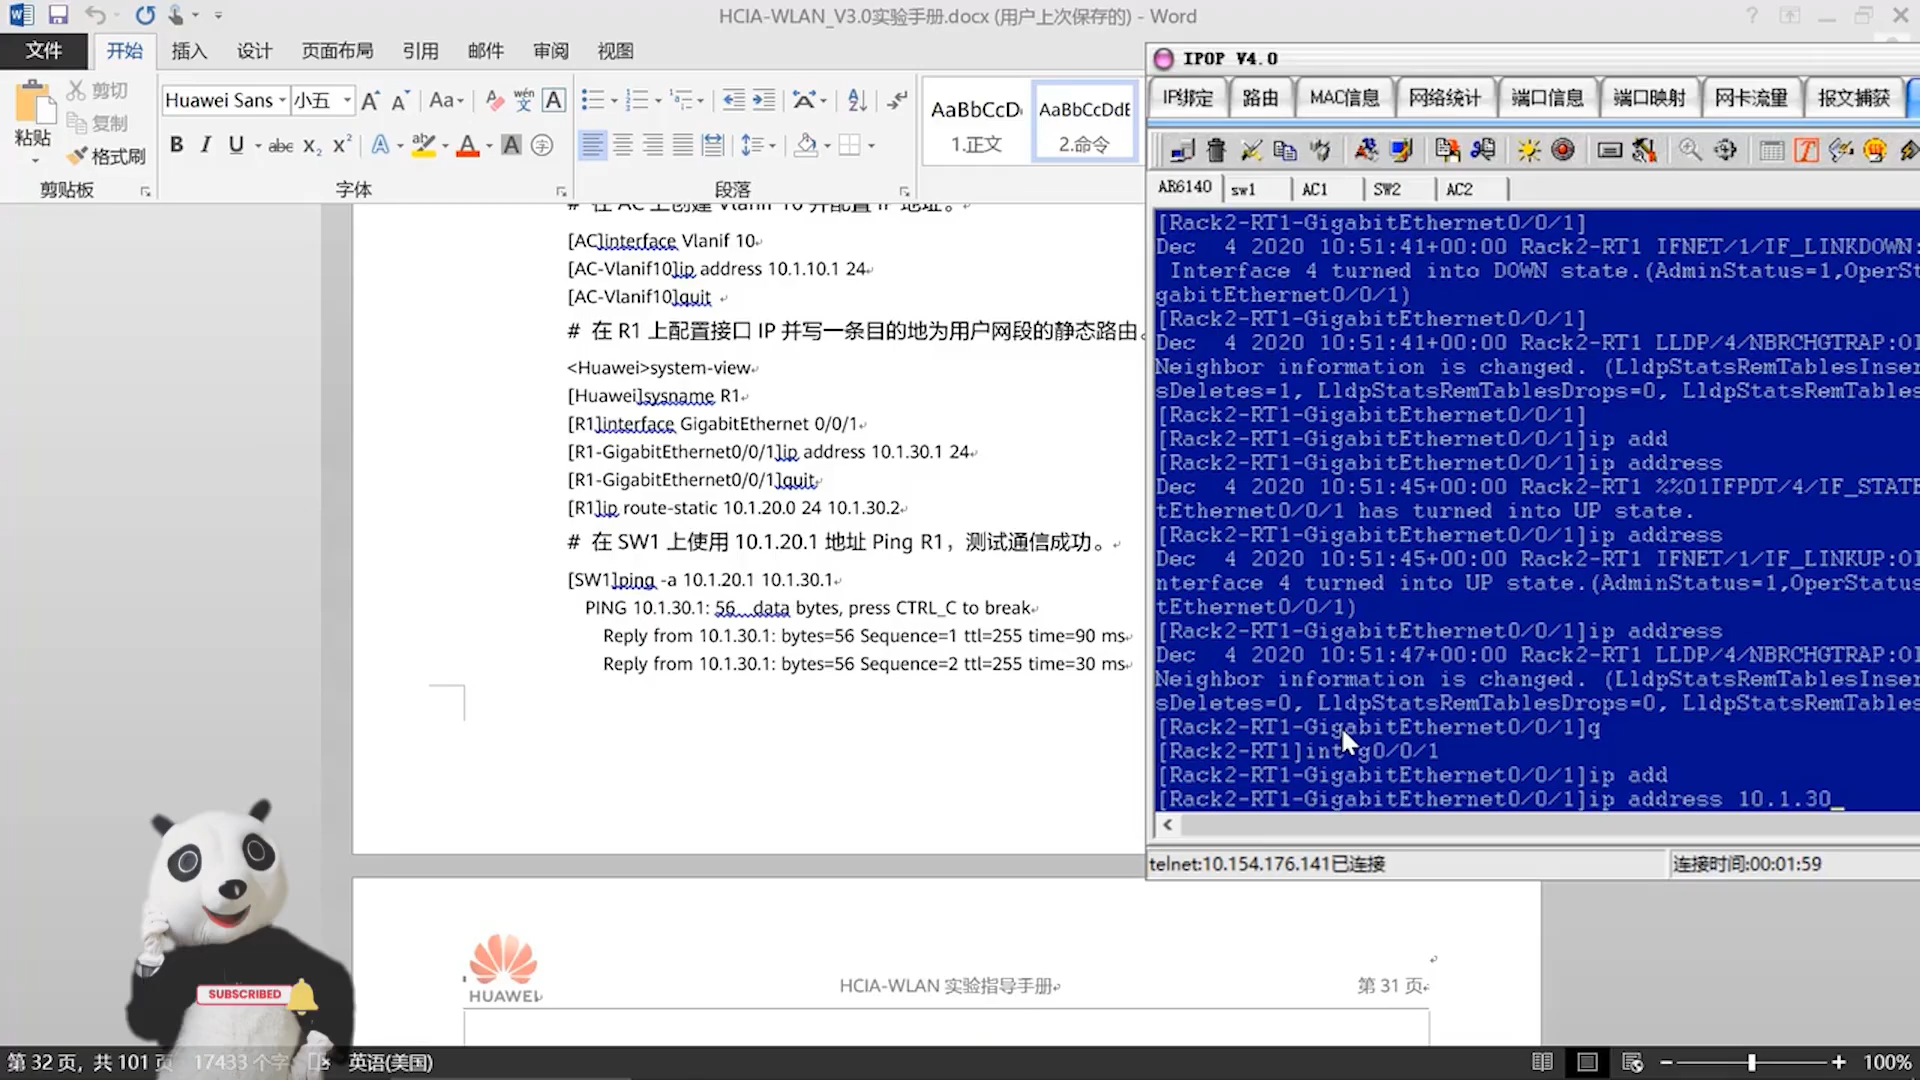 HCIA-WLAN_V3.0实验手册.docx (用户上次保存的) - Word
文件 开始 插入 设计 页面布局 引用 邮件 审阅 视图
剪切
复制
粘贴
格式刷
Huawei Sans 小五
剪贴板
字体
段落
AaBbCcD
1.正文
AaBbCcDdE
2.命令
# 在 AC 上创建 Vlanif 10 并配置 IP 地址。
[AC]interface Vlanif 10
[AC-Vlanif10]ip address 10.1.10.1 24
[AC-Vlanif10]quit
# 在 R1 上配置接口 IP 并写一条目的地为用户网段的静态路由。
<Huawei>system-view
[Huawei]sysname R1
[R1]interface GigabitEthernet 0/0/1
[R1-GigabitEthernet0/0/1]ip address 10.1.30.1 24
[R1-GigabitEthernet0/0/1]quit
[R1]ip route-static 10.1.20.0 24 10.1.30.2
# 在 SW1 上使用 10.1.20.1 地址 Ping R1，测试通信成功。
[SW1]ping -a 10.1.20.1 10.1.30.1
PING 10.1.30.1: 56 data bytes, press CTRL_C to break
Reply from 10.1.30.1: bytes=56 Sequence=1 ttl=255 time=90 ms
Reply from 10.1.30.1: bytes=56 Sequence=2 ttl=255 time=30 ms
HUAWEI
HCIA-WLAN 实验指导手册
第 31 页
SUBSCRIBED
第 32 页，共 101 页 17433 个字 英语(美国)
100%
IPOP V4.0
IP绑定 路由 MAC信息 网络统计 端口信息 端口映射 网卡流量 报文捕获
AR6140 sw1 AC1 SW2 AC2
[Rack2-RT1-GigabitEthernet0/0/1]
Dec 4 2020 10:51:41+00:00 Rack2-RT1 IFNET/1/IF_LINKDOWN:
Interface 4 turned into DOWN state.(AdminStatus=1,OperSt
gabitEthernet0/0/1)
[Rack2-RT1-GigabitEthernet0/0/1]
Dec 4 2020 10:51:41+00:00 Rack2-RT1 LLDP/4/NBRCHGTRAP:OI
Neighbor information is changed. (LldpStatsRemTablesInser
sDeletes=1, LldpStatsRemTablesDrops=0, LldpStatsRemTables
[Rack2-RT1-GigabitEthernet0/0/1]
[Rack2-RT1-GigabitEthernet0/0/1]ip add
[Rack2-RT1-GigabitEthernet0/0/1]ip address
Dec 4 2020 10:51:45+00:00 Rack2-RT1 %%01IFPDT/4/IF_STATE
tEthernet0/0/1 has turned into UP state.
[Rack2-RT1-GigabitEthernet0/0/1]ip address
Dec 4 2020 10:51:45+00:00 Rack2-RT1 IFNET/1/IF_LINKUP:OI
nterface 4 turned into UP state.(AdminStatus=1,OperStatus
tEthernet0/0/1)
[Rack2-RT1-GigabitEthernet0/0/1]ip address
Dec 4 2020 10:51:47+00:00 Rack2-RT1 LLDP/4/NBRCHGTRAP:OI
Neighbor information is changed. (LldpStatsRemTablesInser
sDeletes=0, LldpStatsRemTablesDrops=0, LldpStatsRemTables
[Rack2-RT1-GigabitEthernet0/0/1]q
[Rack2-RT1]int g0/0/1
[Rack2-RT1-GigabitEthernet0/0/1]ip add
[Rack2-RT1-GigabitEthernet0/0/1]ip address 10.1.30_
telnet:10.154.176.141已连接
连接时间:00:01:59